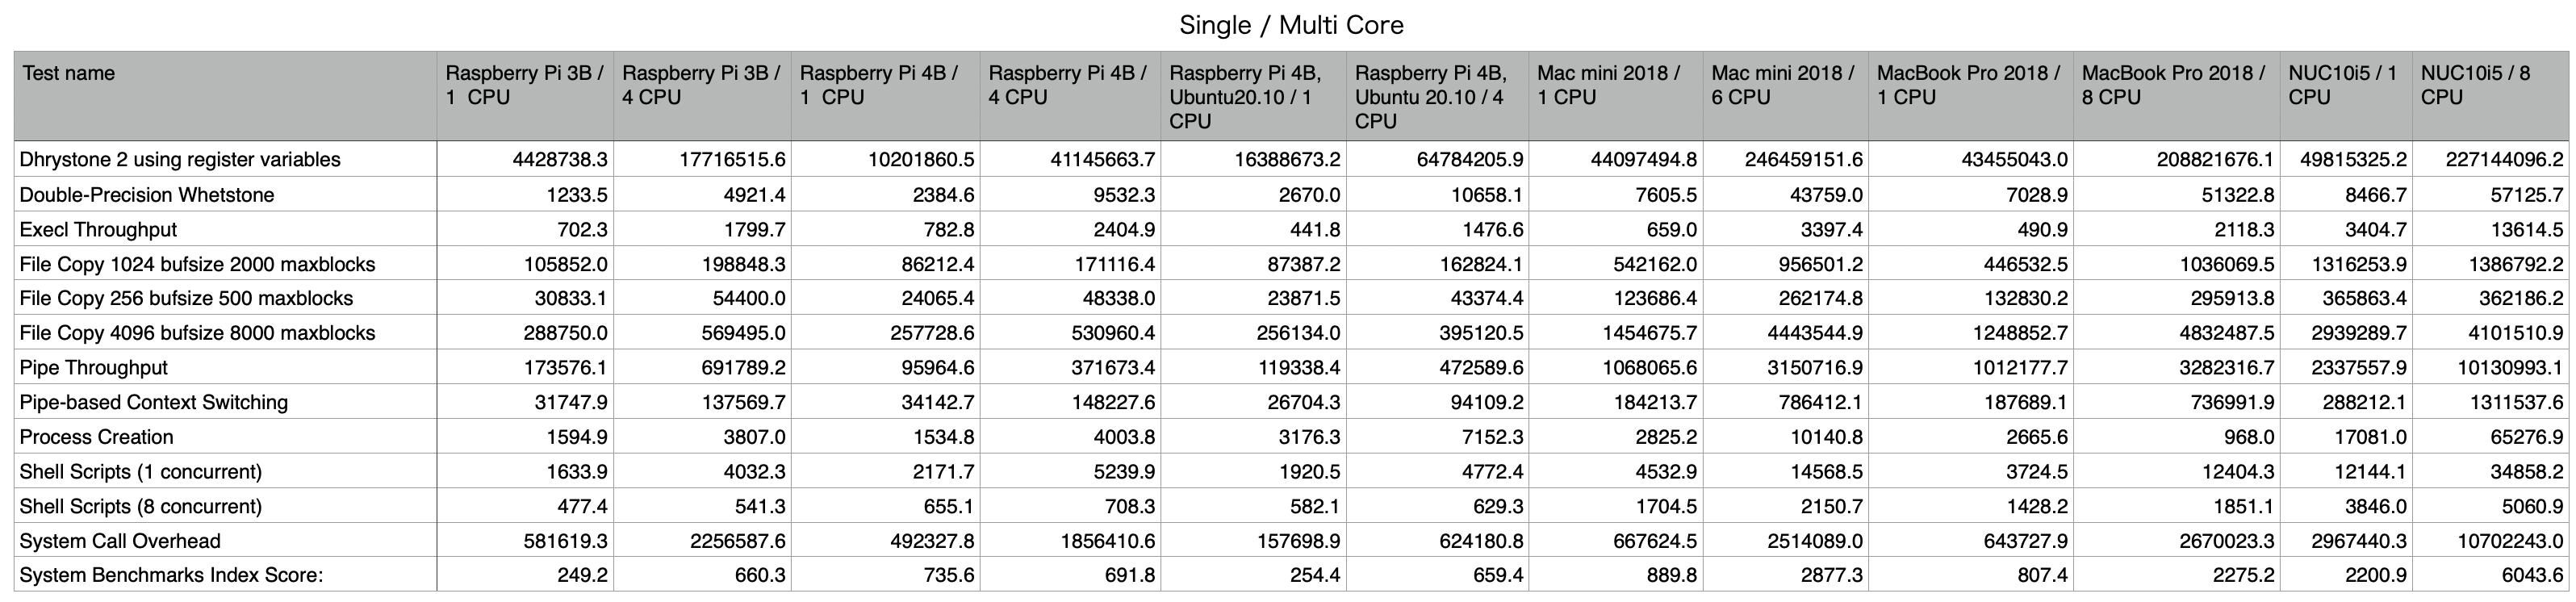 Single / Multi Core
Test name Raspberry Pi 3B / 1 CPU Raspberry Pi 3B / 4 CPU Raspberry Pi 4B / 1 CPU Raspberry Pi 4B / 4 CPU Raspberry Pi 4B, Ubuntu20.10 / 1 CPU Raspberry Pi 4B, Ubuntu 20.10 / 4 CPU Mac mini 2018 / 1 CPU Mac mini 2018 / 6 CPU MacBook Pro 2018 / 1 CPU MacBook Pro 2018 / 8 CPU NUC10i5 / 1 CPU NUC10i5 / 8 CPU
Dhrystone 2 using register variables 4428738.3 17716515.6 10201860.5 41145663.7 16388673.2 64784205.9 44097494.8 246459151.6 43455043.0 208821676.1 49815325.2 227144096.2
Double-Precision Whetstone 1233.5 4921.4 2384.6 9532.3 2670.0 10658.1 7605.5 43759.0 7028.9 51322.8 8466.7 57125.7
Execl Throughput 702.3 1799.7 782.8 2404.9 441.8 1476.6 659.0 3397.4 490.9 2118.3 3404.7 13614.5
File Copy 1024 bufsize 2000 maxblocks 105852.0 198848.3 86212.4 171116.4 87387.2 162824.1 542162.0 956501.2 446532.5 1036069.5 1316253.9 1386792.2
File Copy 256 bufsize 500 maxblocks 30833.1 54400.0 24065.4 48338.0 23871.5 43374.4 123686.4 262174.8 132830.2 295913.8 365863.4 362186.2
File Copy 4096 bufsize 8000 maxblocks 288750.0 569495.0 257728.6 530960.4 256134.0 395120.5 1454675.7 4443544.9 1248852.7 4832487.5 2939289.7 4101510.9
Pipe Throughput 173576.1 691789.2 95964.6 371673.4 119338.4 472589.6 1068065.6 3150716.9 1012177.7 3282316.7 2337557.9 10130993.1
Pipe-based Context Switching 31747.9 137569.7 34142.7 148227.6 26704.3 94109.2 184213.7 786412.1 187689.1 736991.9 288212.1 1311537.6
Process Creation 1594.9 3807.0 1534.8 4003.8 3176.3 7152.3 2825.2 10140.8 2665.6 968.0 17081.0 65276.9
Shell Scripts (1 concurrent) 1633.9 4032.3 2171.7 5239.9 1920.5 4772.4 4532.9 14568.5 3724.5 12404.3 12144.1 34858.2
Shell Scripts (8 concurrent) 477.4 541.3 655.1 708.3 582.1 629.3 1704.5 2150.7 1428.2 1851.1 3846.0 5060.9
System Call Overhead 581619.3 2256587.6 492327.8 1856410.6 157698.9 624180.8 667624.5 2514089.0 643727.9 2670023.3 2967440.3 10702243.0
System Benchmarks Index Score: 249.2 660.3 735.6 691.8 254.4 659.4 889.8 2877.3 807.4 2275.2 2200.9 6043.6